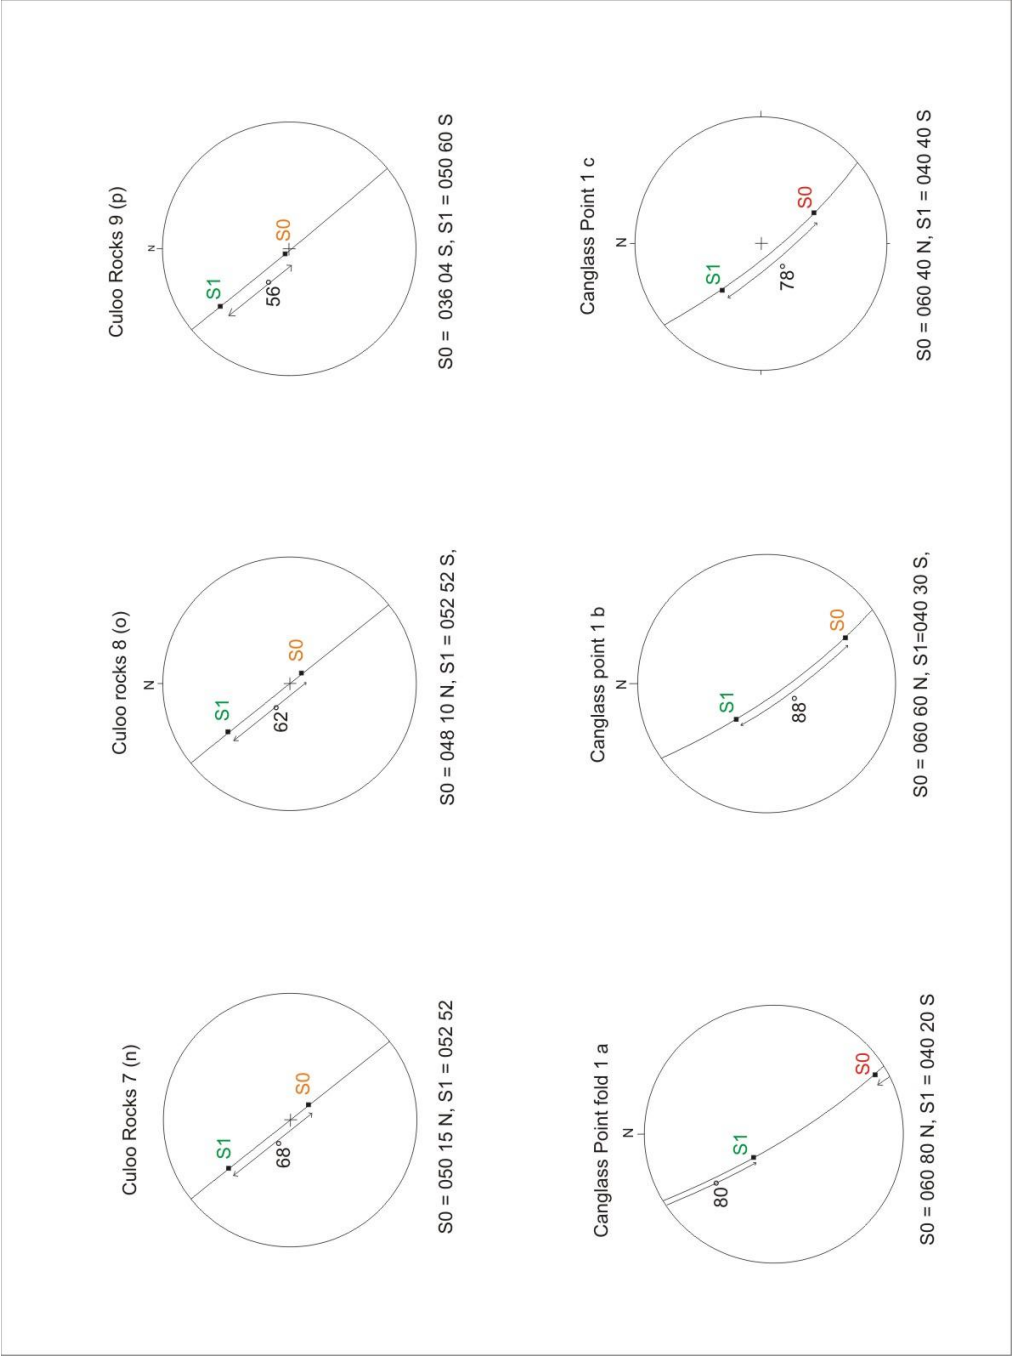 Culoo Rocks 7 (n)
S1
68°
S0
S0 = 050 15 N, S1 = 052 52
Culoo rocks 8 (o)
N
S1
62°
S0
S0 = 048 10 N, S1 = 052 52 S,
Culoo Rocks 9 (p)
N
S1
56°
S0
S0 = 036 04 S, S1 = 050 60 S
Canglass Point fold 1 a
N
S1
80°
S0
S0 = 060 80 N, S1 = 040 20 S
Canglass point 1 b
N
S1
88°
S0
S0 = 060 60 N, S1=040 30 S,
Canglass Point 1 c
N
S1
78°
S0
S0 = 060 40 N, S1 = 040 40 S